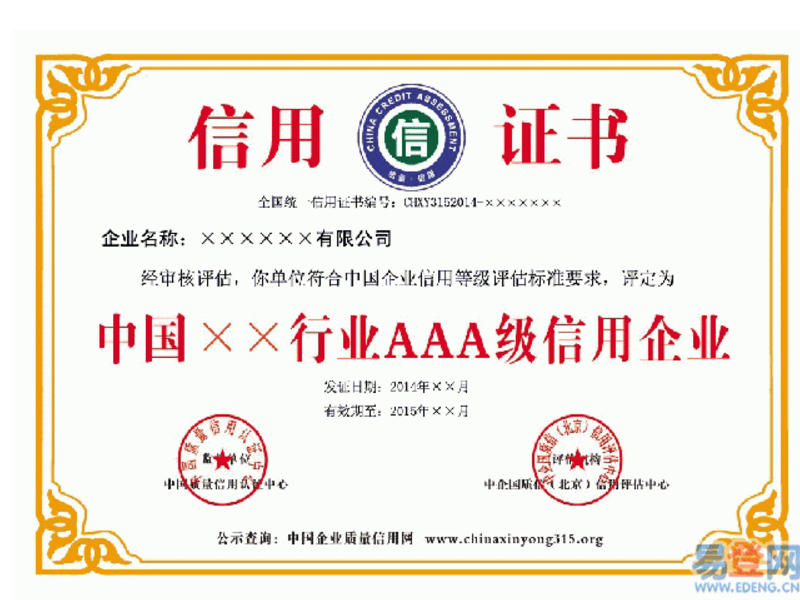 信用 证书
CHINA CREDIT ASSESSMENT
信
全国统一信用证书编号：CHXY3152014-×××××××
企业名称：××××××有限公司
经审核评估，你单位符合中国企业信用等级评估标准要求，评定为
中国××行业AAA级信用企业
发证日期：2014年××月
有效期至：2015年××月
监督单位 评估机构
中国质量信用认证中心 中企国质信（北京）信用评估中心
公示查询：中国企业质量信用网 www.chinaxinyong315.org
易登网
WWW.EDENG.CN